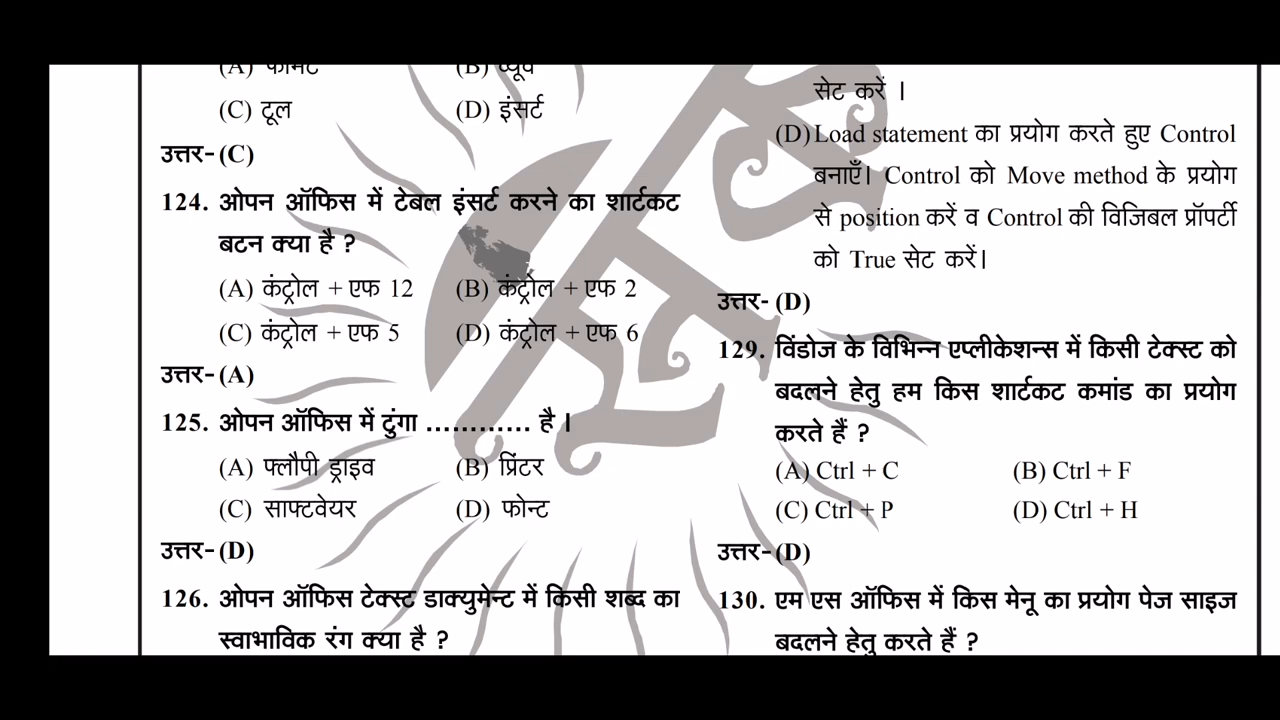 (A) फॉर्मेट (B) व्यूव
(C) टूल (D) इंसर्ट
उत्तर- (C)
124. ओपन ऑफिस में टेबल इंसर्ट करने का शार्टकट
बटन क्या है ?
(A) कंट्रोल + एफ 12 (B) कंट्रोल + एफ 2
(C) कंट्रोल + एफ 5 (D) कंट्रोल + एफ 6
उत्तर- (A)
125. ओपन ऑफिस में टुंगा ............ है ।
(A) फ्लौपी ड्राइव (B) प्रिंटर
(C) साफ्टवेयर (D) फोन्ट
उत्तर- (D)
126. ओपन ऑफिस टेक्स्ट डाक्युमेन्ट में किसी शब्द का
स्वाभाविक रंग क्या है ?
सेट करें ।
(D) Load statement का प्रयोग करते हुए Control
बनाएँ। Control को Move method के प्रयोग
से position करें व Control की विजिबल प्रॉपर्टी
को True सेट करें।
उत्तर- (D)
129. विंडोज के विभिन्न एप्लीकेशन्स में किसी टेक्स्ट को
बदलने हेतु हम किस शार्टकट कमांड का प्रयोग
करते हैं ?
(A) Ctrl + C (B) Ctrl + F
(C) Ctrl + P (D) Ctrl + H
उत्तर- (D)
130. एम एस ऑफिस में किस मेनू का प्रयोग पेज साइज
बदलने हेतु करते हैं ?